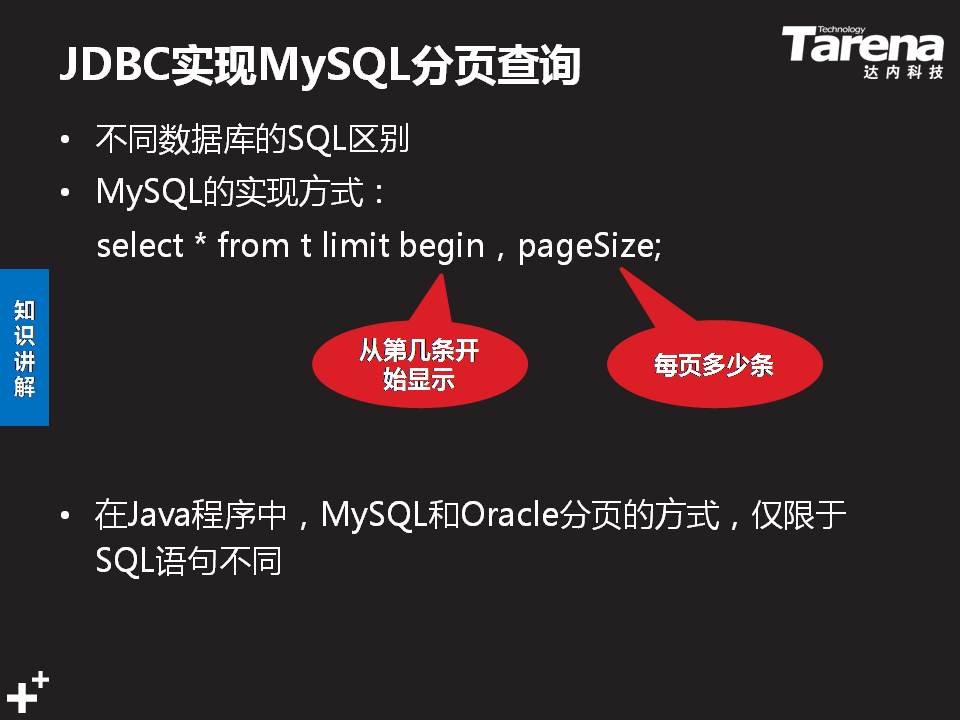 JDBC实现MySQL分页查询
Technology
Tarena
达内科技
• 不同数据库的SQL区别
• MySQL的实现方式：
select * from t limit begin，pageSize;
知
识
讲
解
从第几条开
始显示
每页多少条
• 在Java程序中，MySQL和Oracle分页的方式，仅限于
SQL语句不同